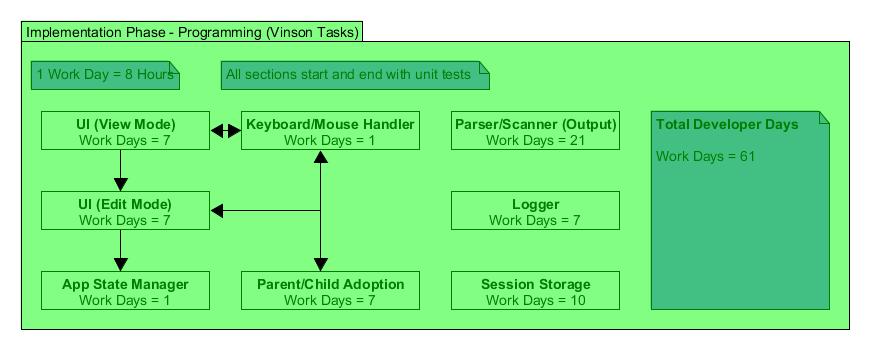 Implementation Phase - Programming (Vinson Tasks)
1 Work Day = 8 Hours
All sections start and end with unit tests
UI (View Mode)
Work Days = 7
Keyboard/Mouse Handler
Work Days = 1
Parser/Scanner (Output)
Work Days = 21
Total Developer Days
Work Days = 61
UI (Edit Mode)
Work Days = 7
Logger
Work Days = 7
App State Manager
Work Days = 1
Parent/Child Adoption
Work Days = 7
Session Storage
Work Days = 10